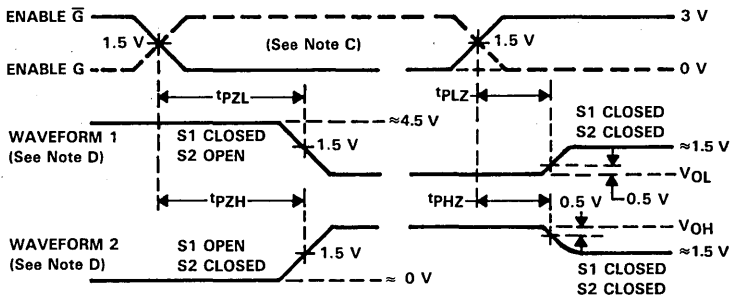 ENABLE G̅
3 V
1.5 V
(See Note C)
1.5 V
ENABLE G
0 V
tPZL
tPLZ
≈4.5 V
S1 CLOSED
S2 CLOSED
WAVEFORM 1
(See Note D)
S1 CLOSED
S2 OPEN
1.5 V
≈1.5 V
VOL
0.5 V
tPZH
tPHZ
0.5 V
VOH
WAVEFORM 2
(See Note D)
S1 OPEN
S2 CLOSED
1.5 V
≈1.5 V
≈ 0 V
S1 CLOSED
S2 CLOSED